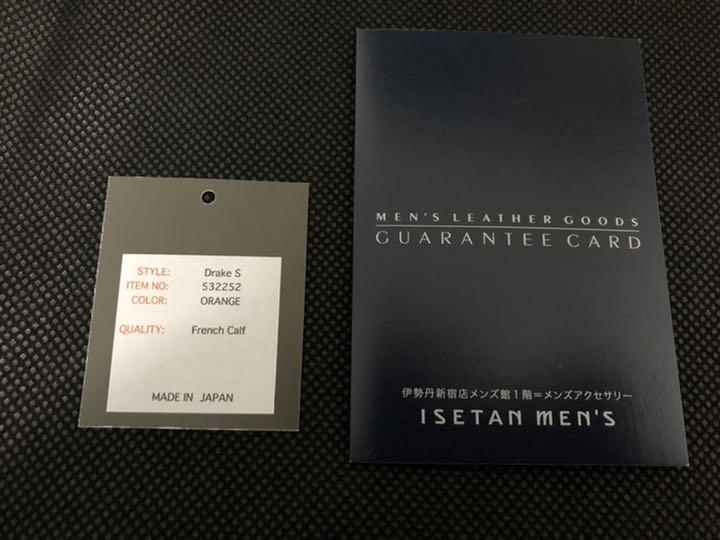 STYLE: Drake S
ITEM NO: 532252
COLOR: ORANGE
QUALITY: French Calf
MADE IN JAPAN
MEN'S LEATHER GOODS
GUARANTEE CARD
伊勢丹新宿店メンズ館1階=メンズアクセサリー
ISETAN MEN'S